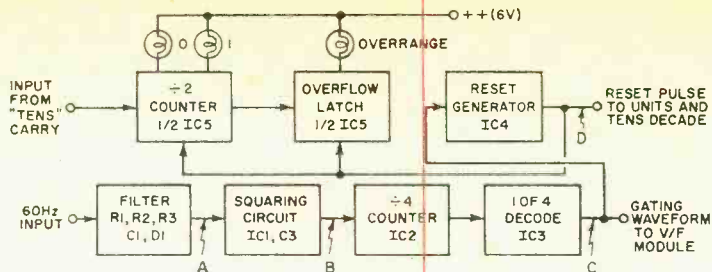 ++(6V)
0
1
OVERRANGE
INPUT
FROM
"TENS"
CARRY
÷2
COUNTER
1/2 IC5
OVERFLOW
LATCH
1/2 IC5
RESET
GENERATOR
IC4
RESET PULSE
TO UNITS AND
TENS DECADE
D
60Hz
INPUT
FILTER
R1, R2, R3
C1, D1
SQUARING
CIRCUIT
IC1, C3
÷4
COUNTER
IC2
1 OF 4
DECODE
IC3
GATING
WAVEFORM
TO V/F
MODULE
A
B
C